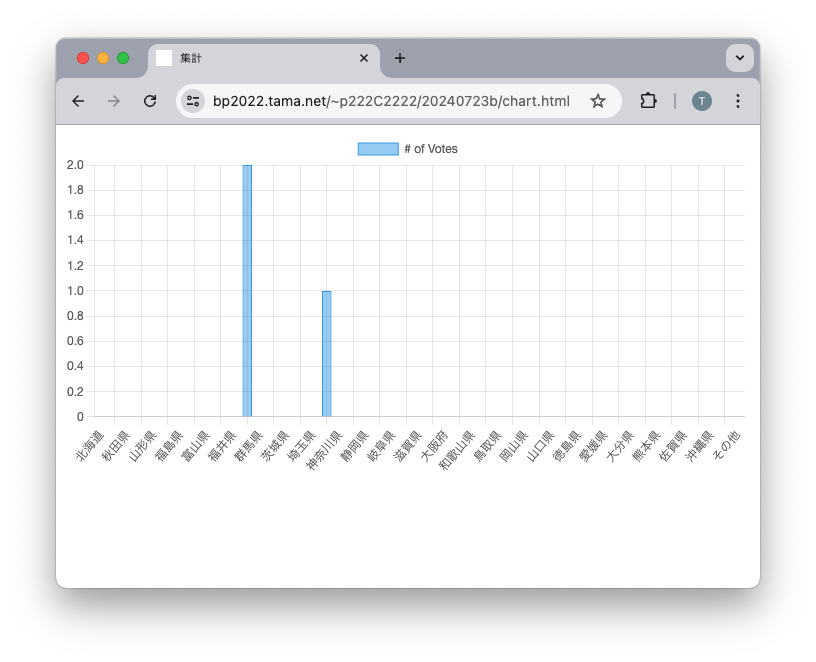 集計
bp2022.tama.net/~p222C2222/20240723b/chart.html
T
# of Votes
2.0
1.8
1.6
1.4
1.2
1.0
0.8
0.6
0.4
0.2
0
北海道
秋田県
山形県
福島県
富山県
福井県
群馬県
茨城県
埼玉県
神奈川県
静岡県
岐阜県
滋賀県
大阪府
和歌山県
鳥取県
岡山県
山口県
徳島県
愛媛県
大分県
熊本県
佐賀県
沖縄県
その他